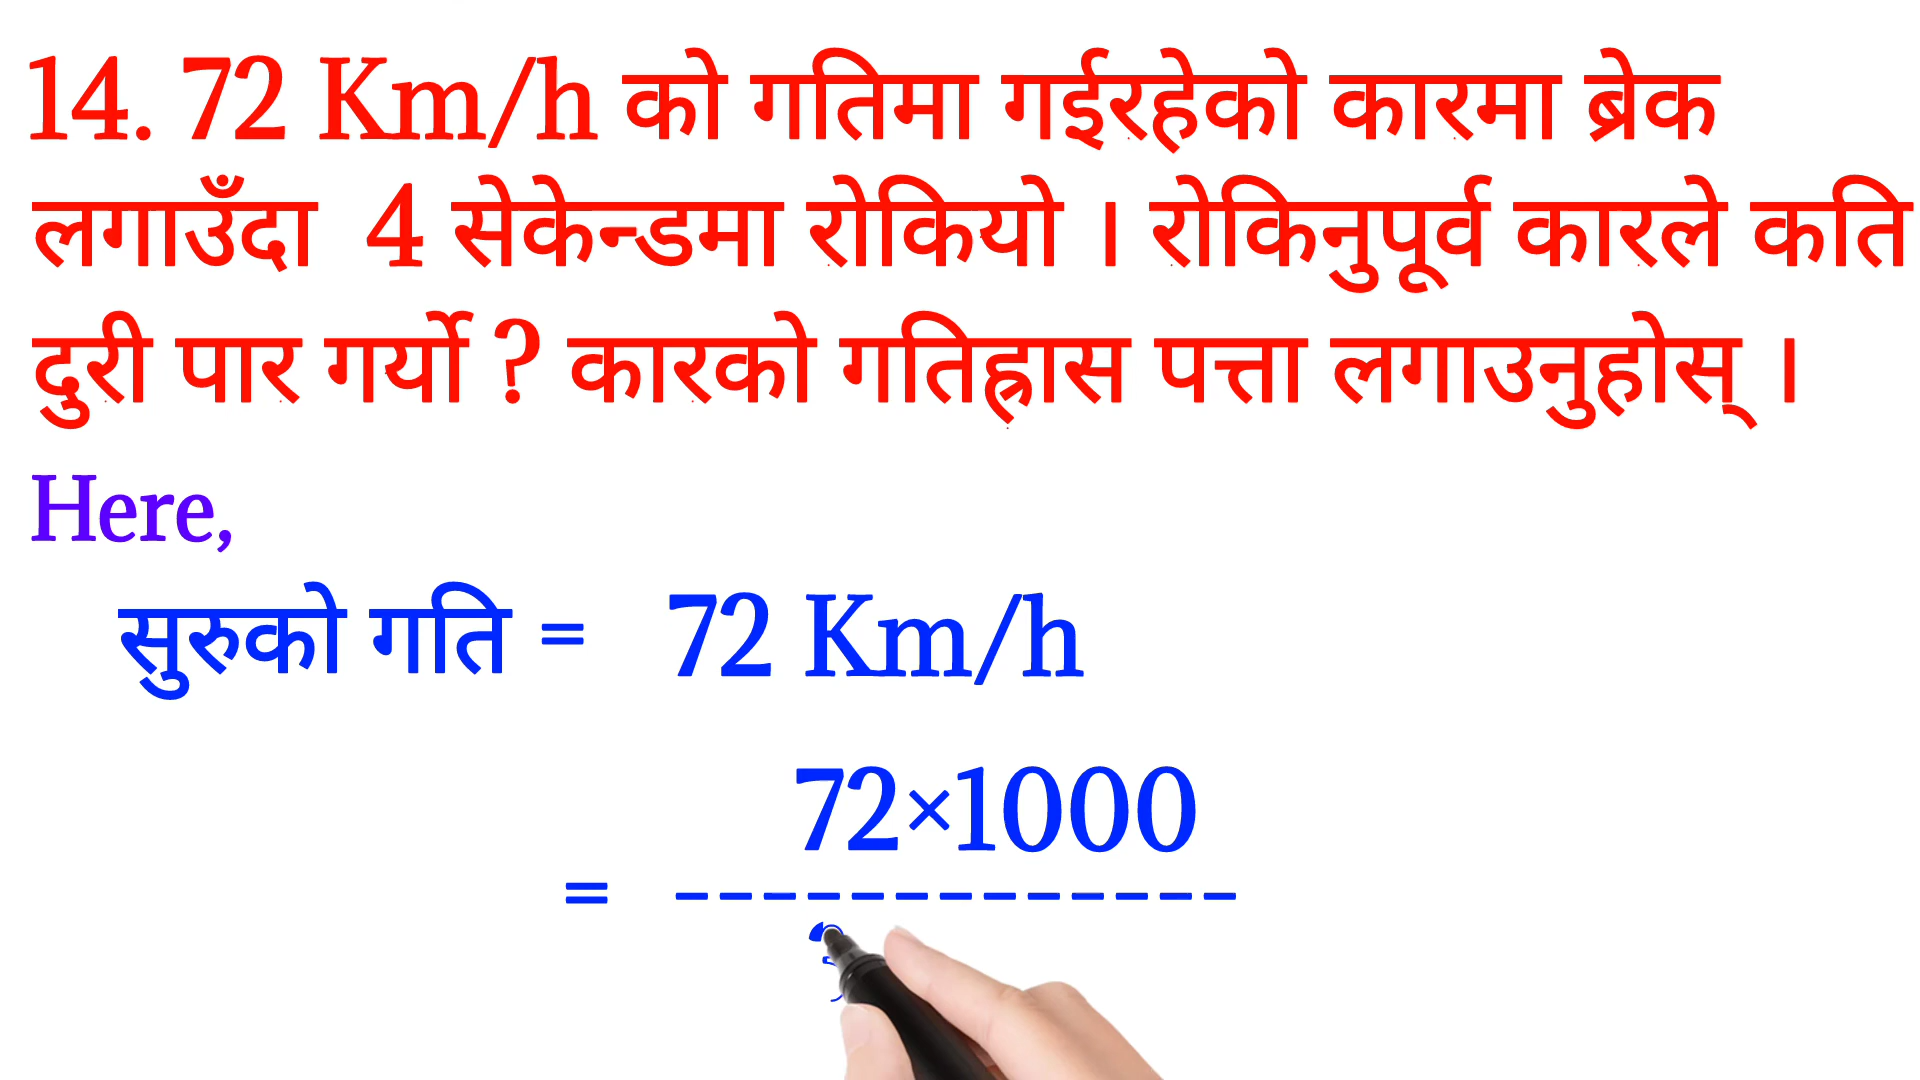 14. 72 Km/h को गतिमा गईरहेको कारमा ब्रेक
लगाउँदा 4 सेकेन्डमा रोकियो । रोकिनुपूर्व कारले कति
दुरी पार गर्यो ? कारको गतिह्रास पत्ता लगाउनुहोस् ।
Here,
सुरुको गति = 72 Km/h
72×1000
= -------------